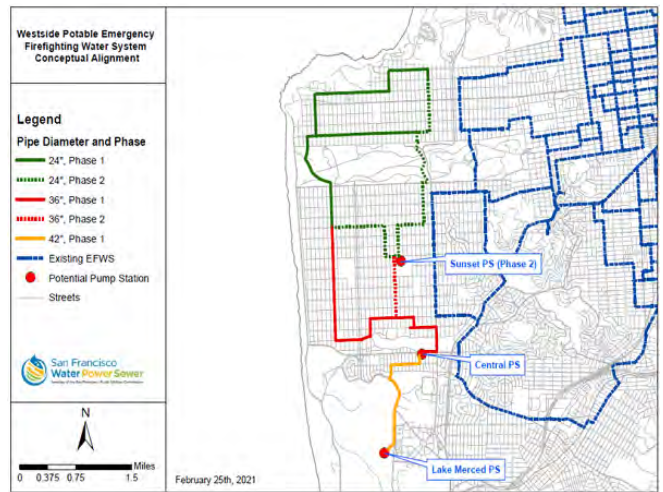 Westside Potable Emergency
Firefighting Water System
Conceptual Alignment
Legend
Pipe Diameter and Phase
24", Phase 1
24", Phase 2
36", Phase 1
36", Phase 2
42", Phase 1
Existing EFWS
Potential Pump Station
Streets
San Francisco
Water Power Sewer
N
Miles
0 0.375 0.75 1.5
February 25th, 2021
Sunset PS (Phase 2)
Central PS
Lake Merced PS